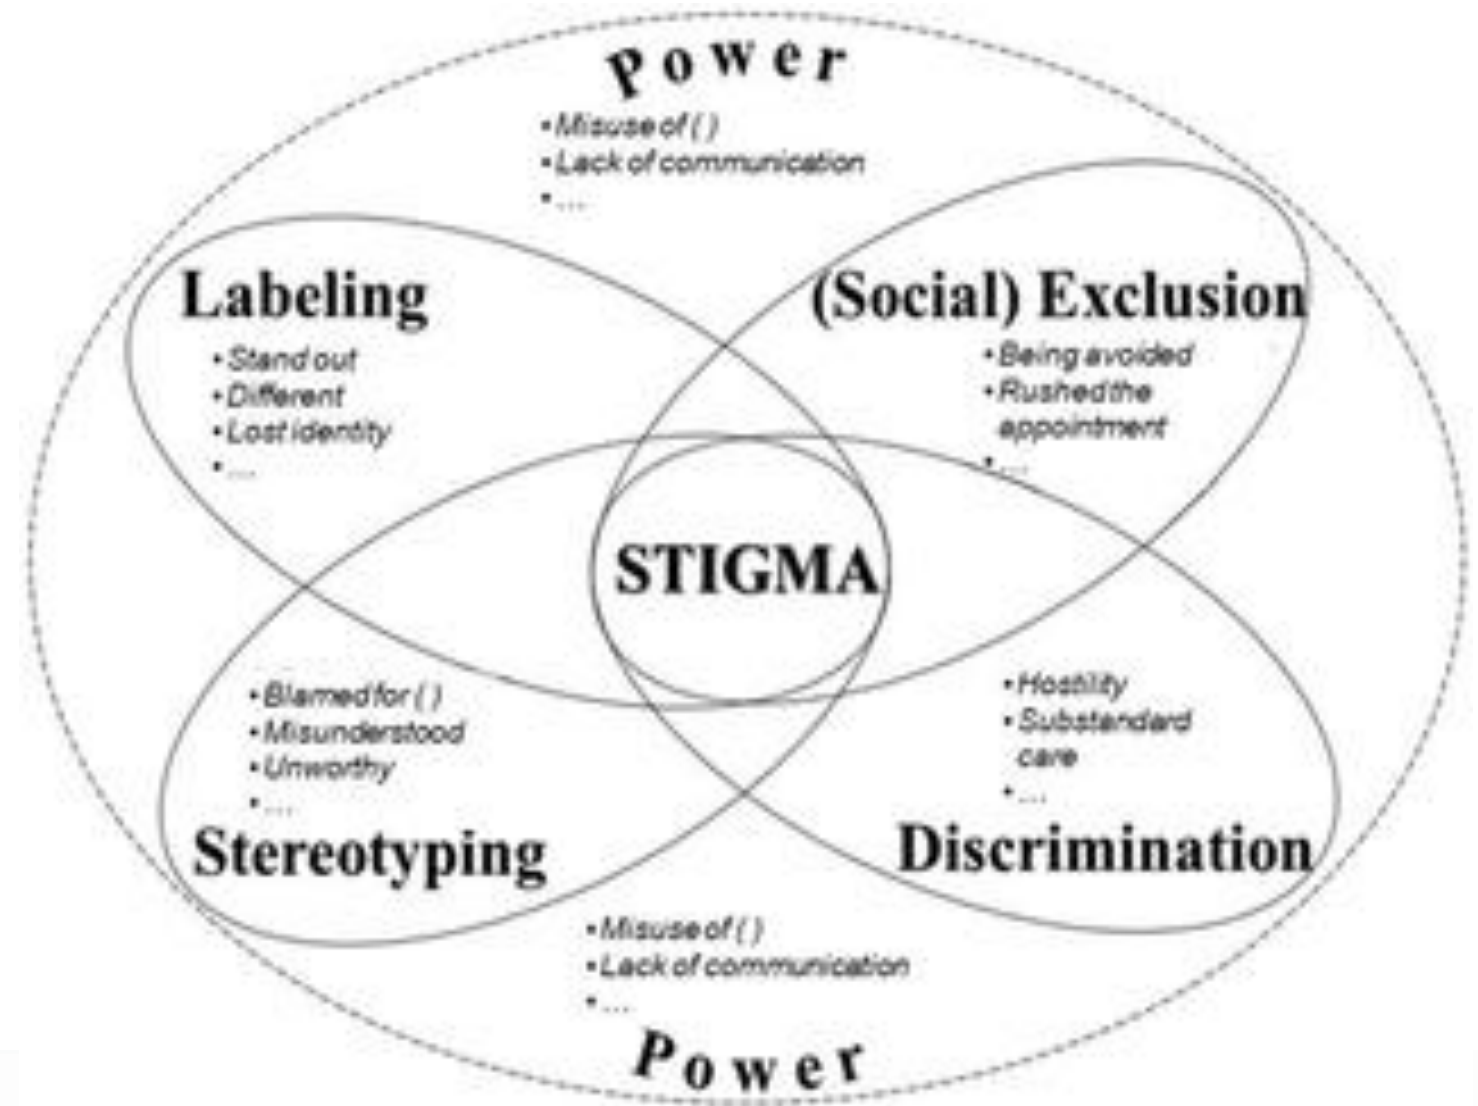 Power
•Misuse of ( )
•Lack of communication
•...
Labeling
•Stand out
•Different
•Lost identity
•...
(Social) Exclusion
•Being avoided
•Rushed the
appointment
•...
STIGMA
•Blamed for ( )
•Misunderstood
•Unworthy
•...
Stereotyping
•Hostility
•Substandard
care
•...
Discrimination
•Misuse of ( )
•Lack of communication
•...
Power